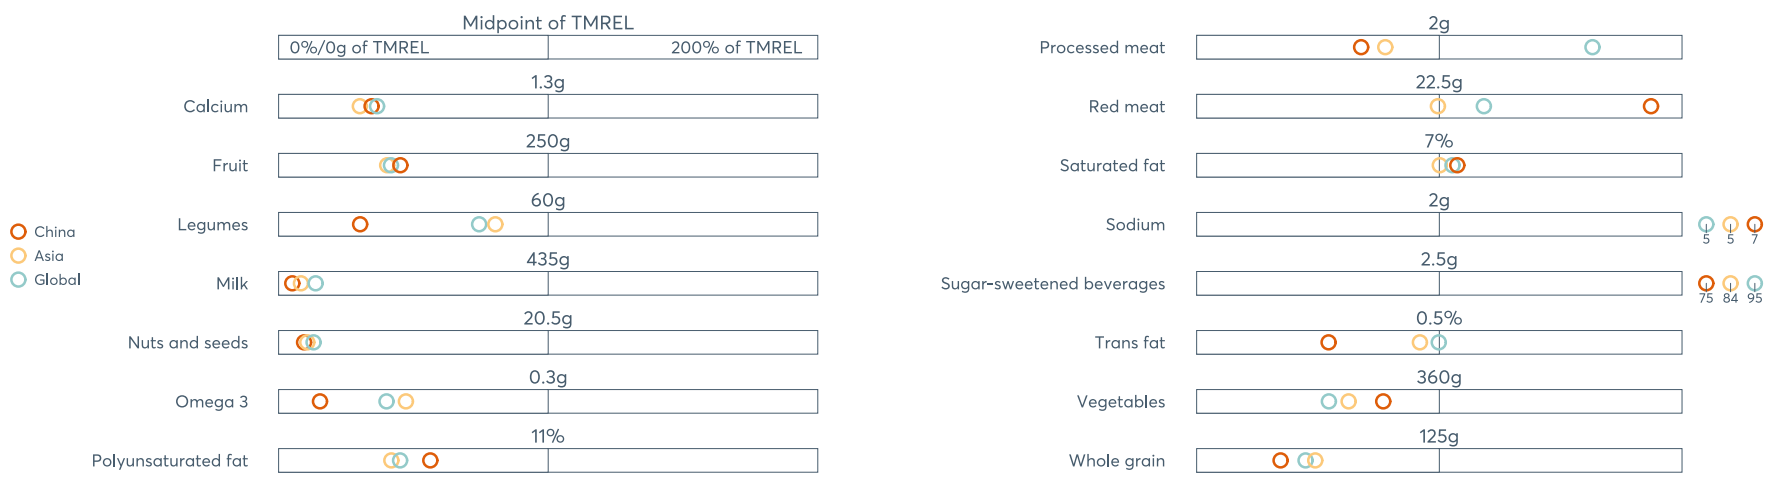 Midpoint of TMREL
0%/0g of TMREL 200% of TMREL
1.3g
Calcium
250g
Fruit
60g
Legumes
435g
Milk
20.5g
Nuts and seeds
0.3g
Omega 3
11%
Polyunsaturated fat
China
Asia
Global
2g
Processed meat
22.5g
Red meat
7%
Saturated fat
2g
Sodium
5 5 7
2.5g
Sugar-sweetened beverages
75 84 95
0.5%
Trans fat
360g
Vegetables
125g
Whole grain